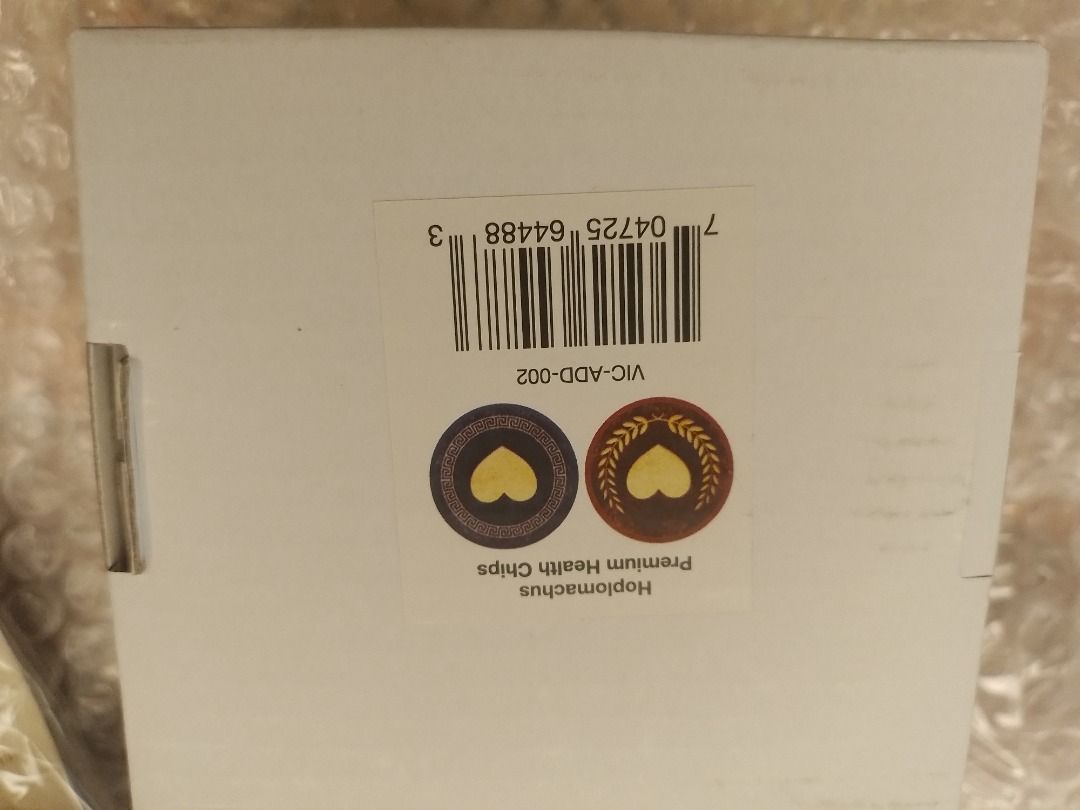 Hoplomachus
Premium Health Chips
VIC-ADD-002
7 04725 64488 3